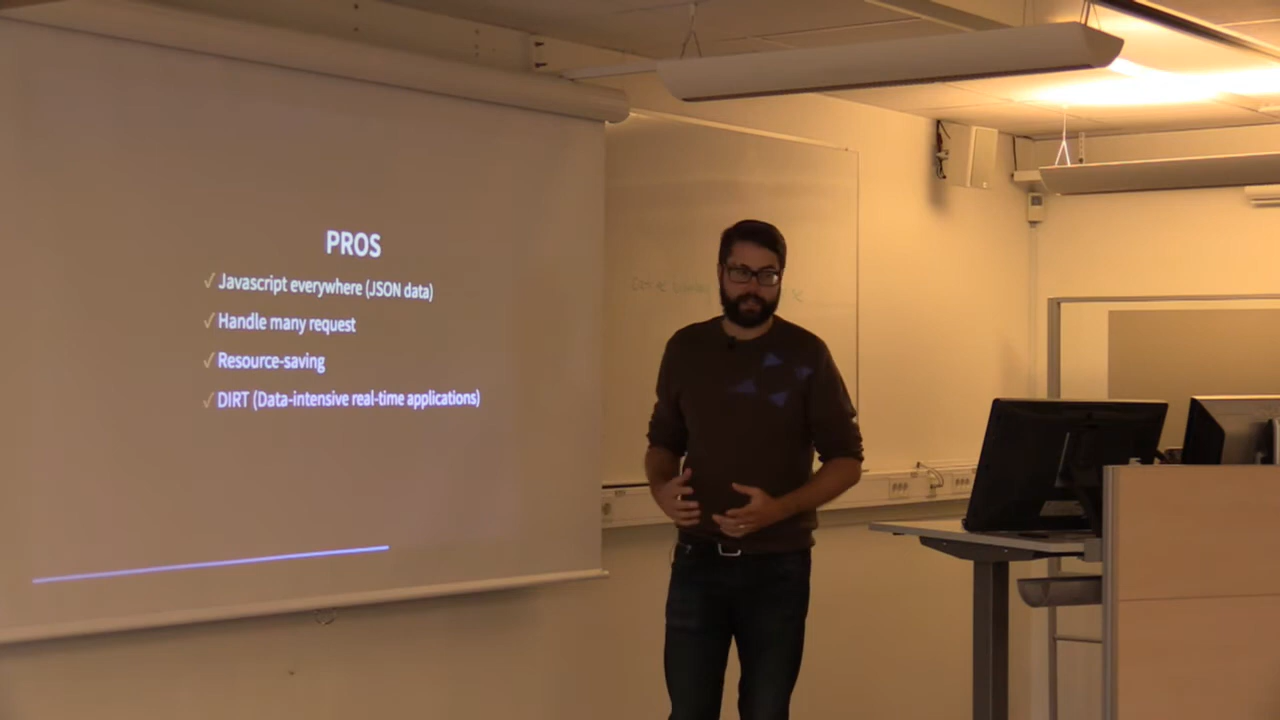 PROS
✓ Javascript everywhere (JSON data)
✓ Handle many request
✓ Resource-saving
✓ DIRT (Data-intensive real-time applications)